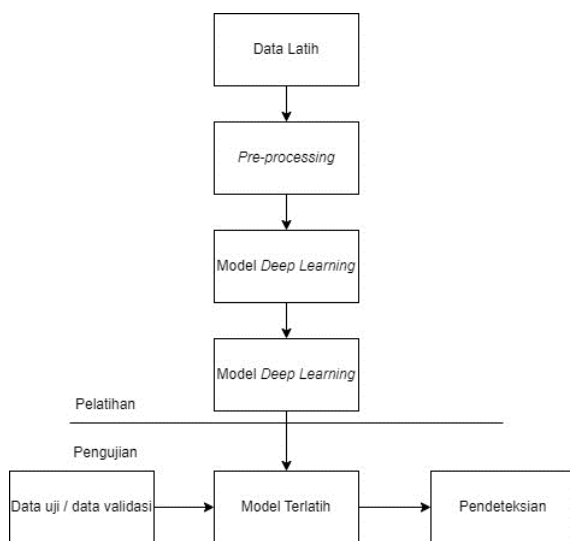 Data Latih
Pre-processing
Model Deep Learning
Model Deep Learning
Pelatihan
Pengujian
Data uji / data validasi
Model Terlatih
Pendeteksian